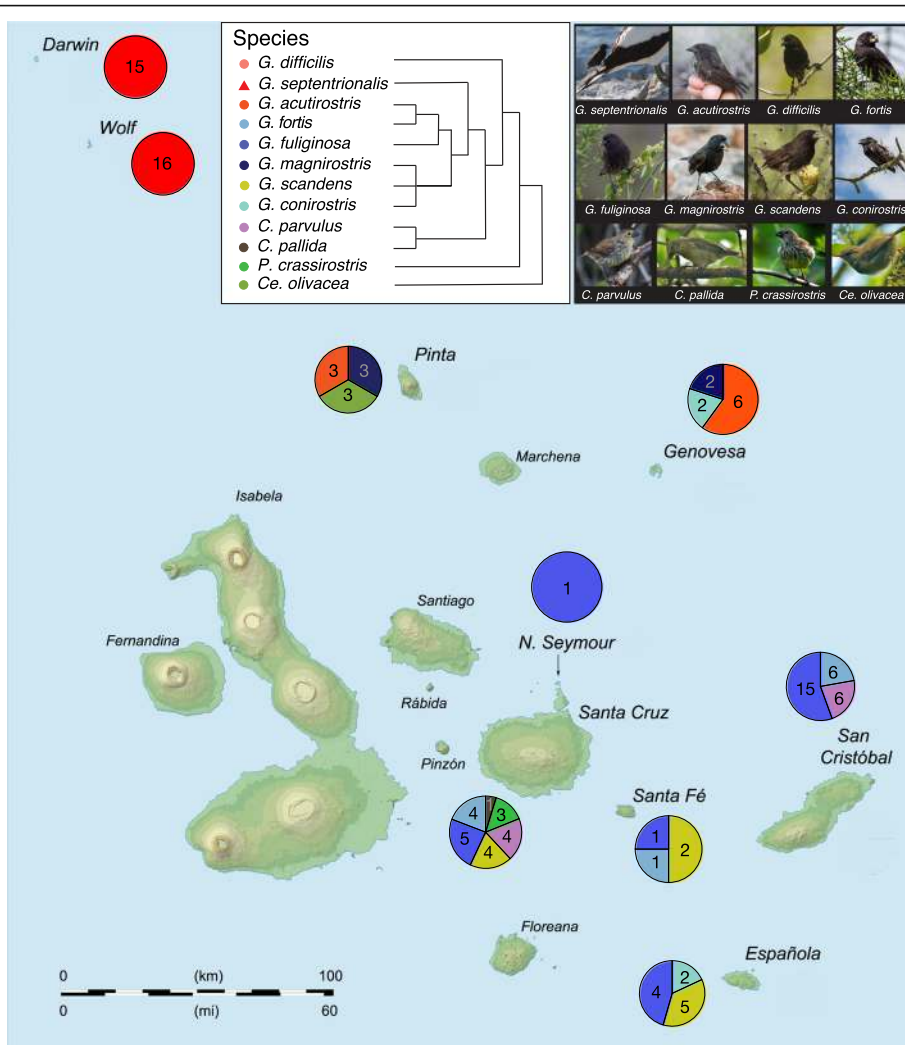 Darwin
15
Wolf
16
Species
G. difficilis
G. septentrionalis
G. acutirostris
G. fortis
G. fuliginosa
G. magnirostris
G. scandens
G. conirostris
C. parvulus
C. pallida
P. crassirostris
Ce. olivacea
G. septentrionalis G. acutirostris G. difficilis G. fortis
G. fuliginosa G. magnirostris G. scandens G. conirostris
C. parvulus C. pallida P. crassirostris Ce. olivacea
Pinta
3 3
3
2
2 6
Genovesa
Marchena
Isabela
1
Santiago
Fernandina
N. Seymour
Rábida
Santa Cruz
6
15 6
San
Cristóbal
Pinzón
Santa Fé
4 1 3
5 4
4
1 2
1
Floreana
Española
2
4 5
0 (km) 100
0 (mi) 60